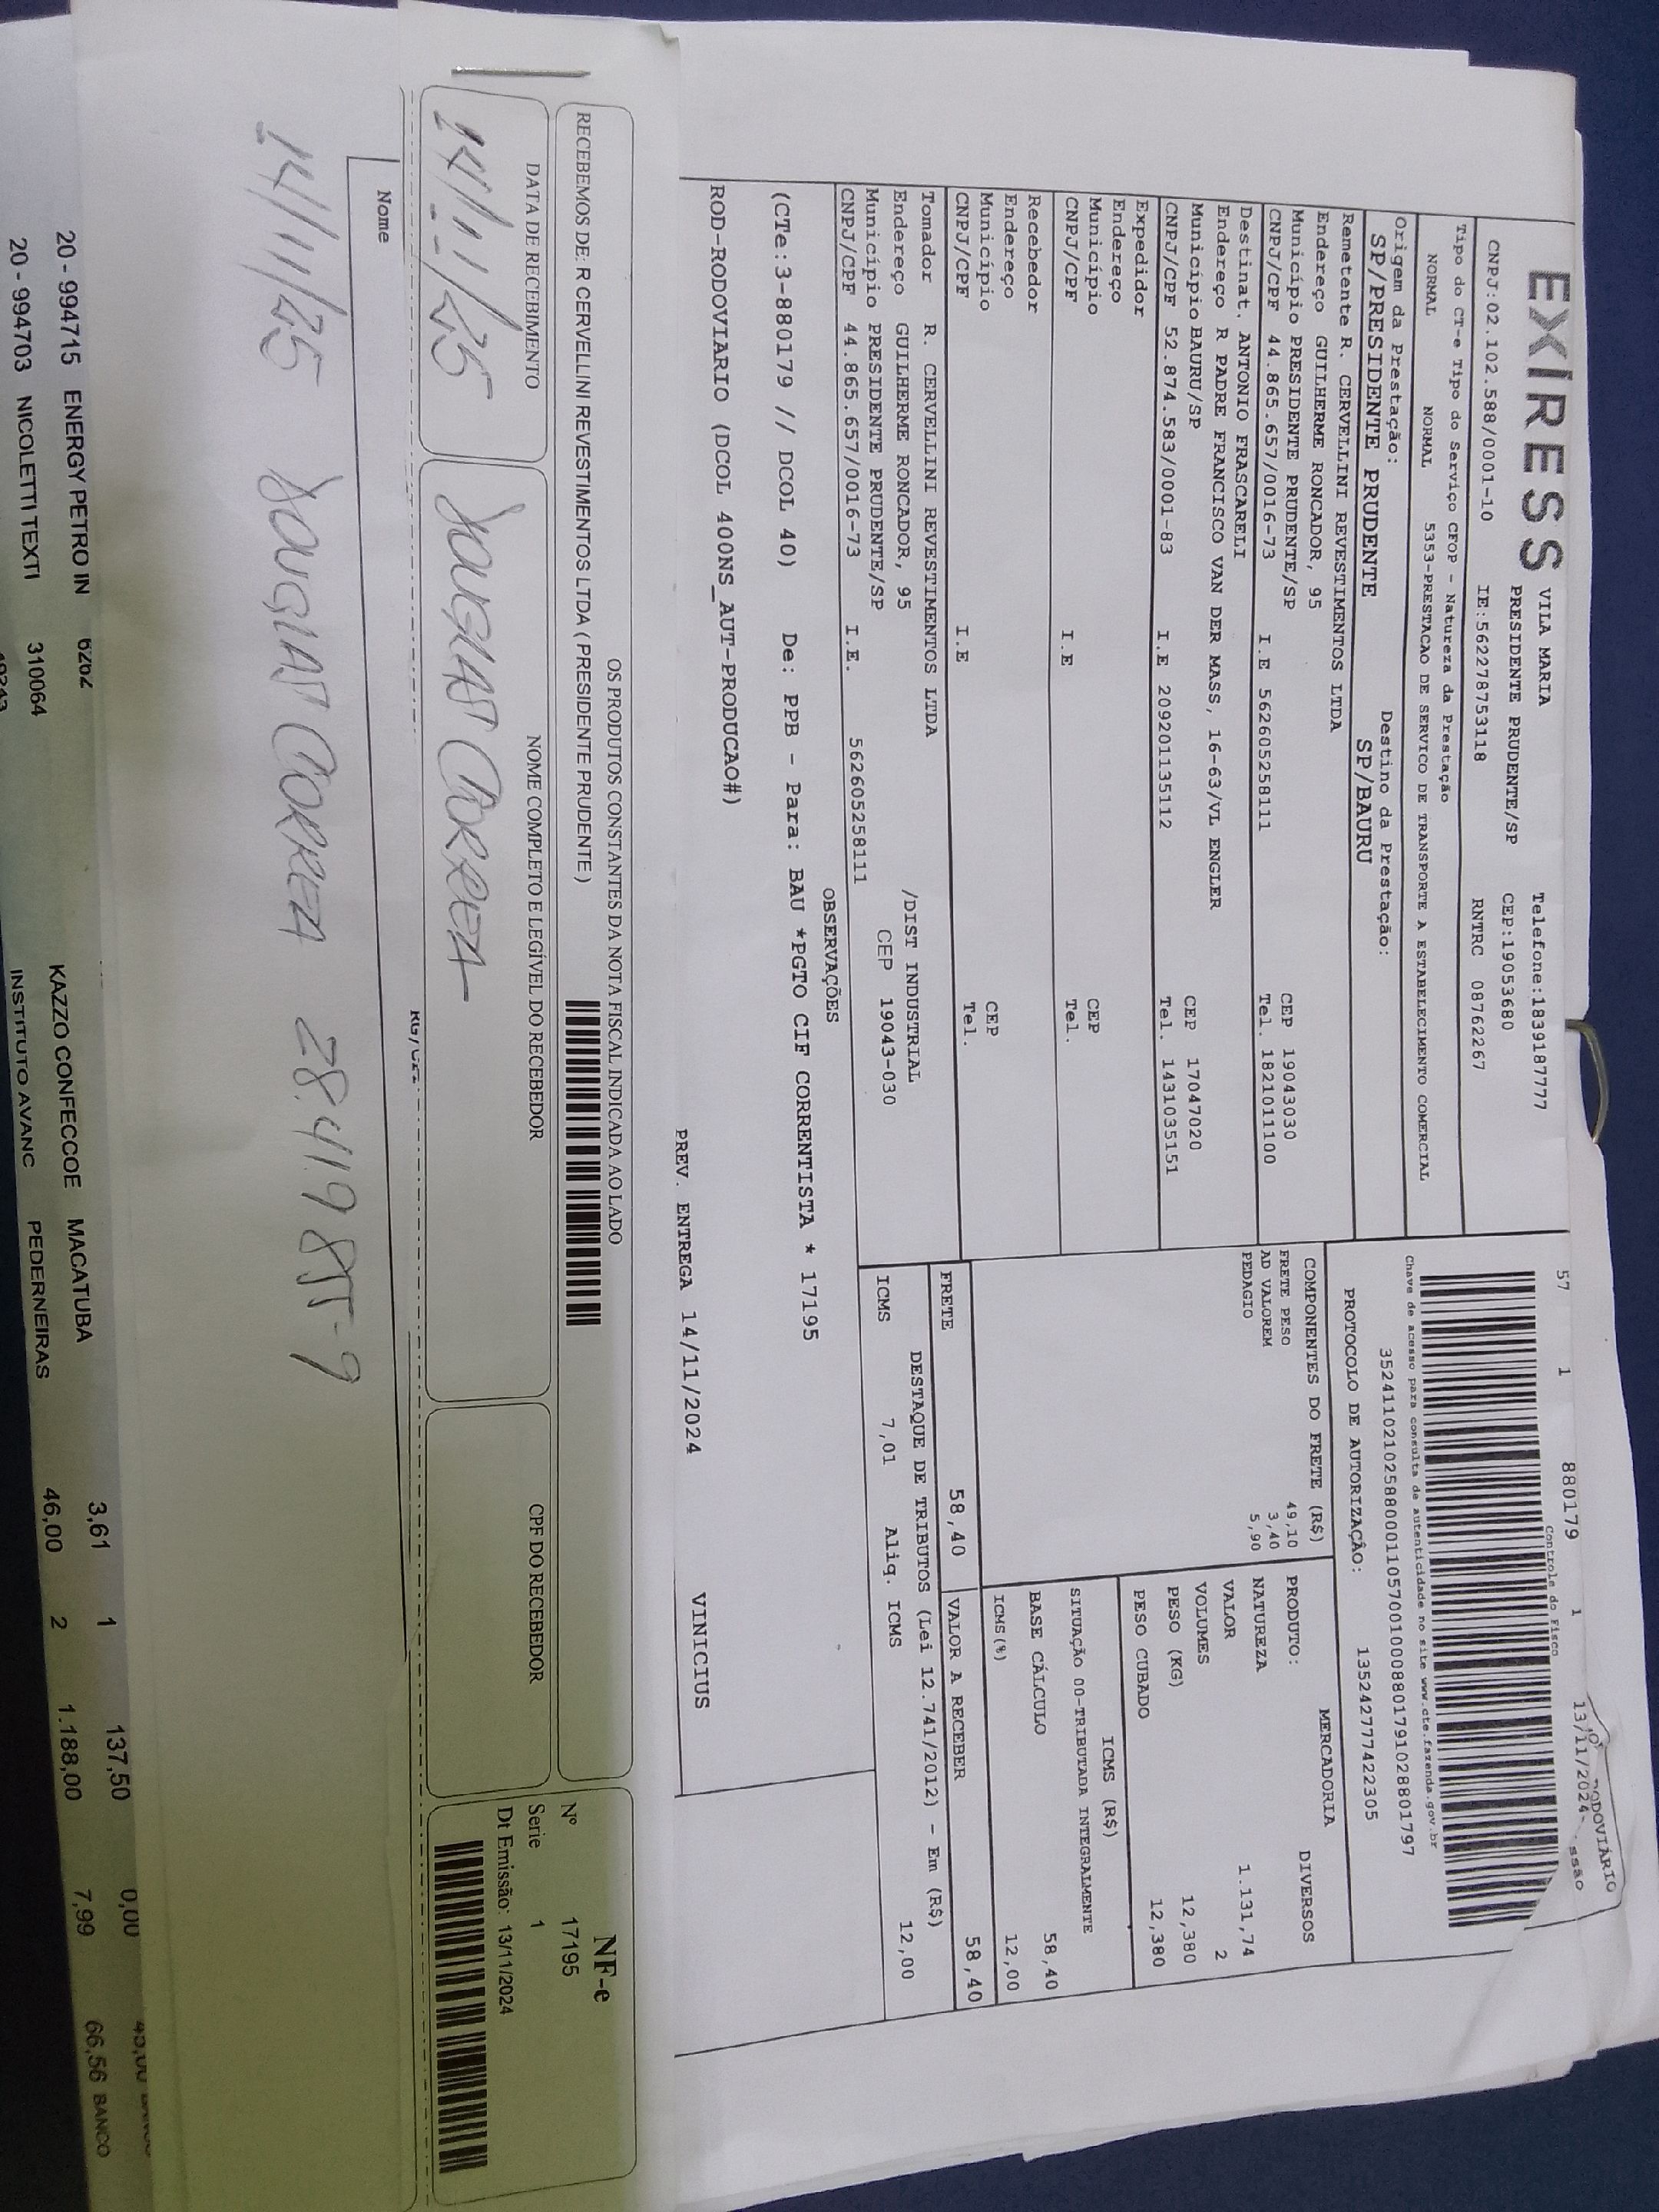 EXPRESS
VILA MARIA
PRESIDENTE PRUDENTE/SP
Telefone:1839187777
CEP:19053680
CNPJ:02.102.588/0001-10 IE:562278753118 RNTRC 08762267
Tipo do CT-e Tipo do Serviço CFOP - Natureza da Prestação
NORMAL NORMAL 5353-PRESTACAO DE SERVICO DE TRANSPORTE A ESTABELECIMENTO COMERCIAL
Origem da Prestação: Destino da Prestação:
SP/PRESIDENTE PRUDENTE SP/BAURU
Remetente R. CERVELLINI REVESTIMENTOS LTDA
Endereço GUILHERME RONCADOR, 95
Município PRESIDENTE PRUDENTE/SP CEP 19043030
CNPJ/CPF 44.865.657/0016-73 I.E 562605258111 Tel. 1821011100
Destinat. ANTONIO FRASCARELI
Endereço R PADRE FRANCISCO VAN DER MASS, 16-63/VL ENGLER
Município BAURU/SP CEP 17047020
CNPJ/CPF 52.874.583/0001-83 I.E 209201135112 Tel. 1431035151
Expedidor
Endereço
Município CEP
CNPJ/CPF I.E Tel.
Recebedor
Endereço
Município CEP
CNPJ/CPF I.E Tel.
Tomador R. CERVELLINI REVESTIMENTOS LTDA
Endereço GUILHERME RONCADOR, 95 /DIST INDUSTRIAL
Município PRESIDENTE PRUDENTE/SP CEP 19043-030
CNPJ/CPF 44.865.657/0016-73 I.E. 562605258111
OBSERVAÇÕES
(CTe:3-880179 // DCOL 40) De: PPB - Para: BAU *PGTO CIF CORRENTISTA * 17195
ROD-RODOVIARIO (DCOL 400NS_AUT-PRODUCAO#)
PREV. ENTREGA 14/11/2024 VINICIUS
RODOVIÁRIO
ssão
57 1 880179 1 13/11/2024
Controle do Fisco
Chave de acesso para consulta de autenticidade no site www.cte.fazenda.gov.br
35241102102588000110570010008801791028801797
PROTOCOLO DE AUTORIZAÇÃO: 135242777422305
COMPONENTES DO FRETE (R$)
FRETE PESO 49,10
AD VALOREM 3,40
PEDAGIO 5,90
MERCADORIA
PRODUTO: DIVERSOS
NATUREZA
VALOR 1.131,74
VOLUMES 2
PESO (KG) 12,380
PESO CUBADO 12,380
ICMS (R$)
SITUAÇÃO 00-TRIBUTADA INTEGRALMENTE
BASE CÁLCULO 58,40
ICMS(%) 12,00
FRETE 58,40 VALOR A RECEBER 58,40
DESTAQUE DE TRIBUTOS (Lei 12.741/2012) - Em (R$)
ICMS 7,01 Aliq. ICMS 12,00
OS PRODUTOS CONSTANTES DA NOTA FISCAL INDICADA AO LADO
RECEBEMOS DE: R CERVELLINI REVESTIMENTOS LTDA ( PRESIDENTE PRUDENTE )
DATA DE RECEBIMENTO NOME COMPLETO E LEGÍVEL DO RECEBEDOR CPF DO RECEBEDOR
14/11/25 DOUGLAS CORREA
NF-e
Nº 17195
Serie 1
Dt Emissão: 13/11/2024
Nome
14/11/25 DOUGLAS CORREA 28.419.855-9
3,61 1 137,50 0,00
20 - 994715 ENERGY PETRO IN 6262 KAZZO CONFECCOE MACATUBA 46,00 2 1.188,00 7,99 66,56 BANCO
20 - 994703 NICOLETTI TEXTI 310064 INSTITUTO AVANC PEDERNEIRAS